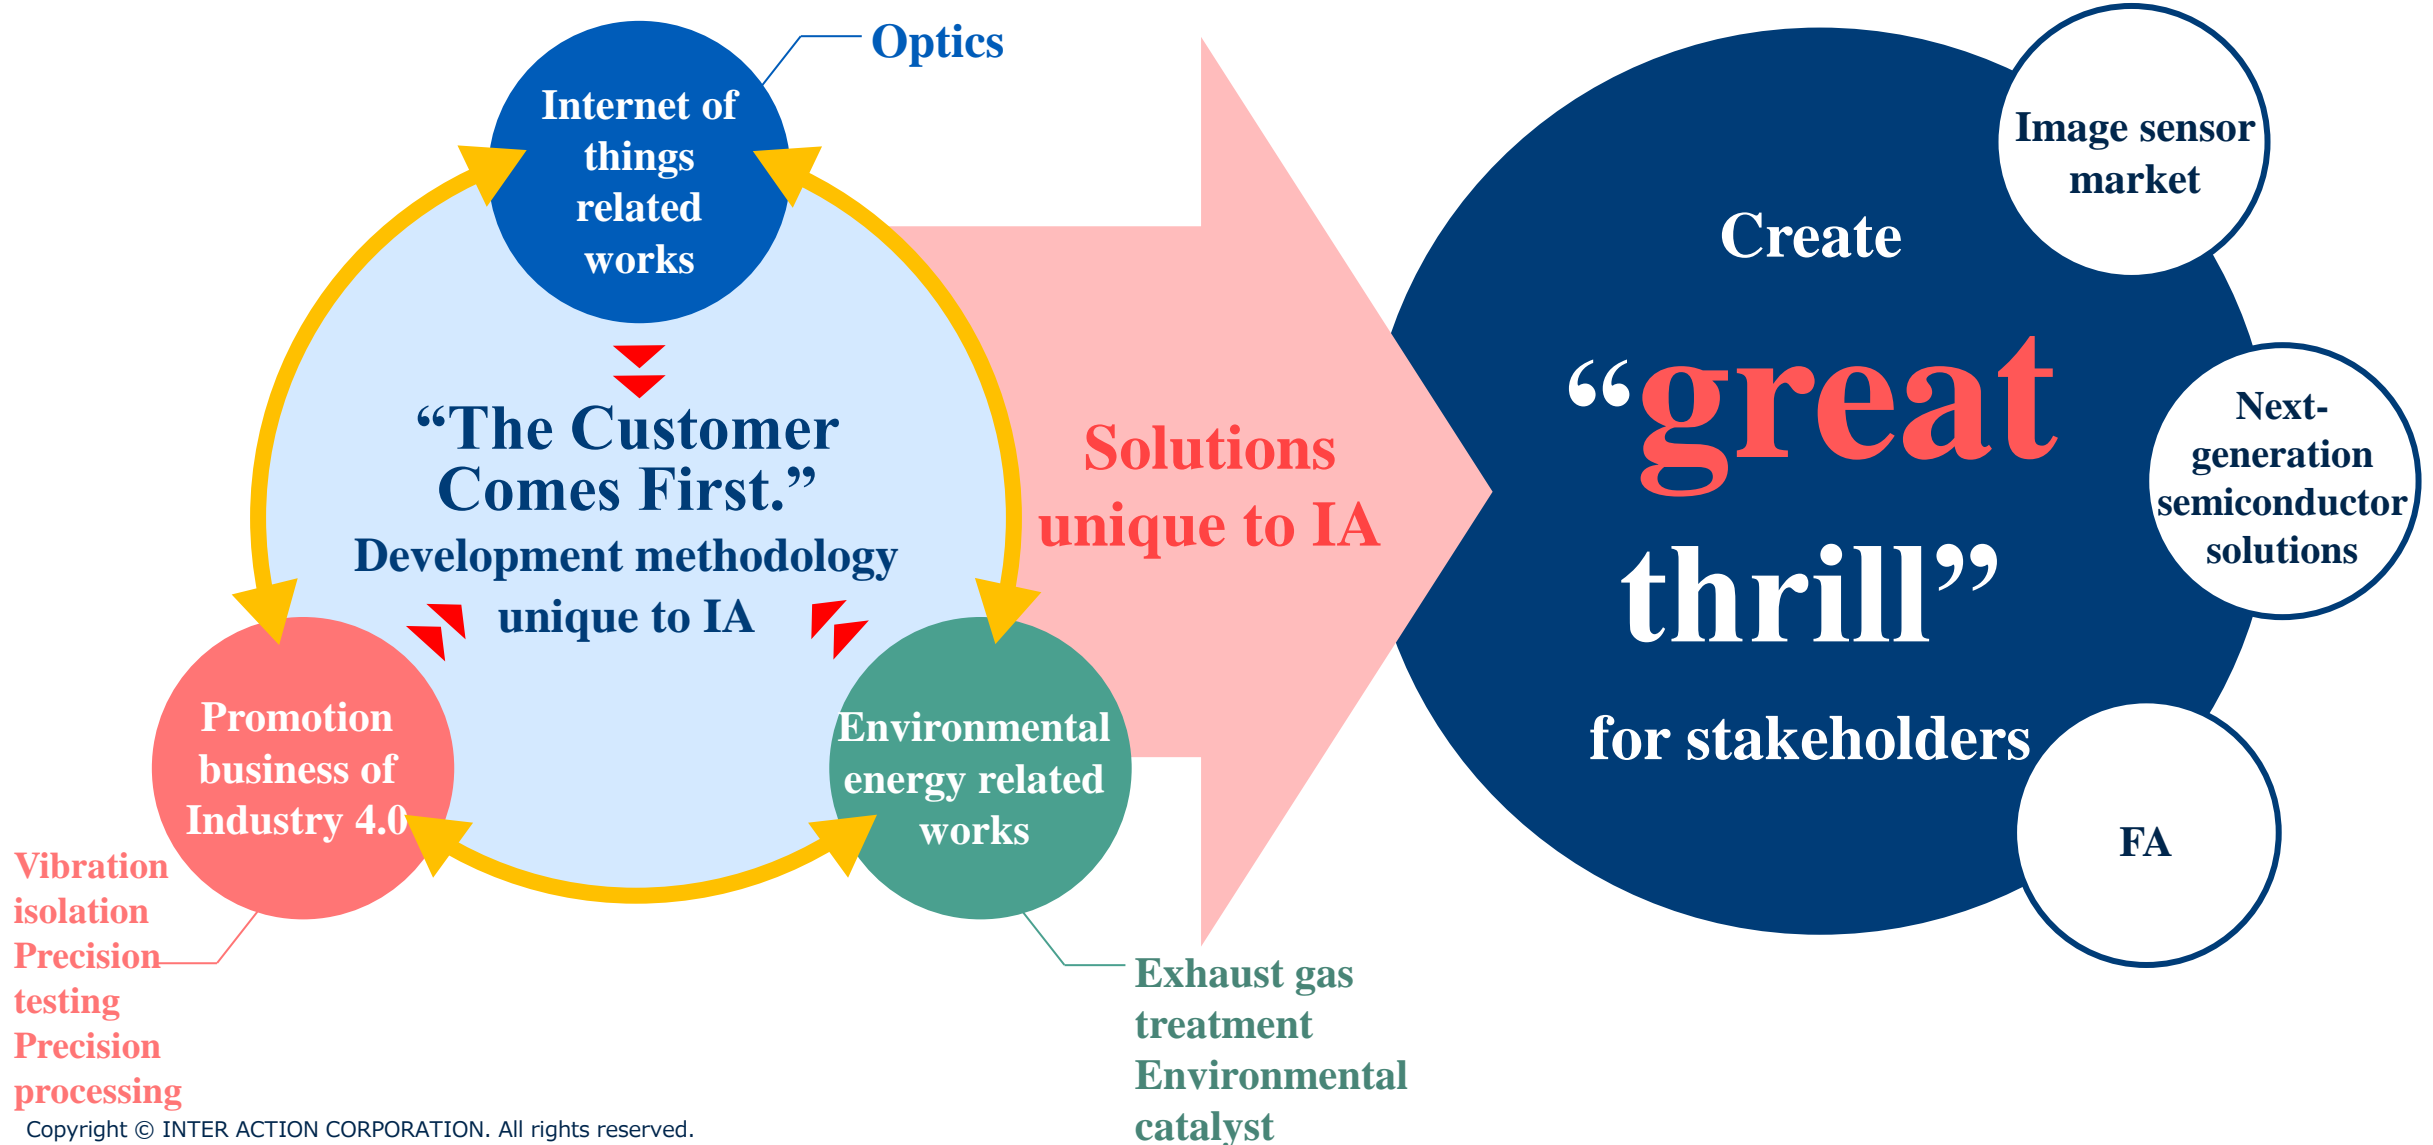 Optics
Internet of
things
related
works
“The Customer
Comes First.”
Development methodology
unique to IA
Promotion
business of
Industry 4.0
Vibration
isolation
Precision
testing
Precision
processing
Environmental
energy related
works
Exhaust gas
treatment
Environmental
catalyst
Solutions
unique to IA
Create
“great
thrill”
for stakeholders
Image sensor
market
Next-
generation
semiconductor
solutions
FA
Copyright © INTER ACTION CORPORATION. All rights reserved.